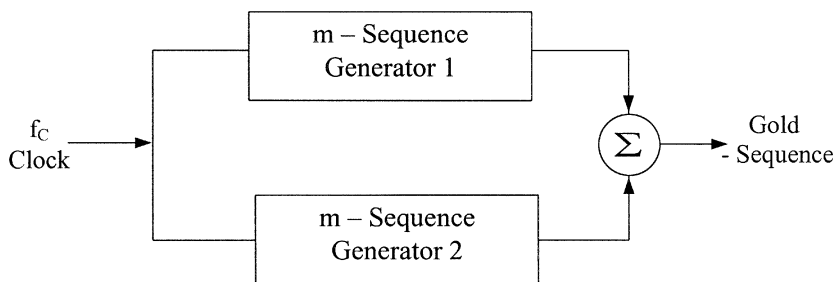 m – Sequence
Generator 1
f_C
Clock
Σ
Gold
- Sequence
m – Sequence
Generator 2